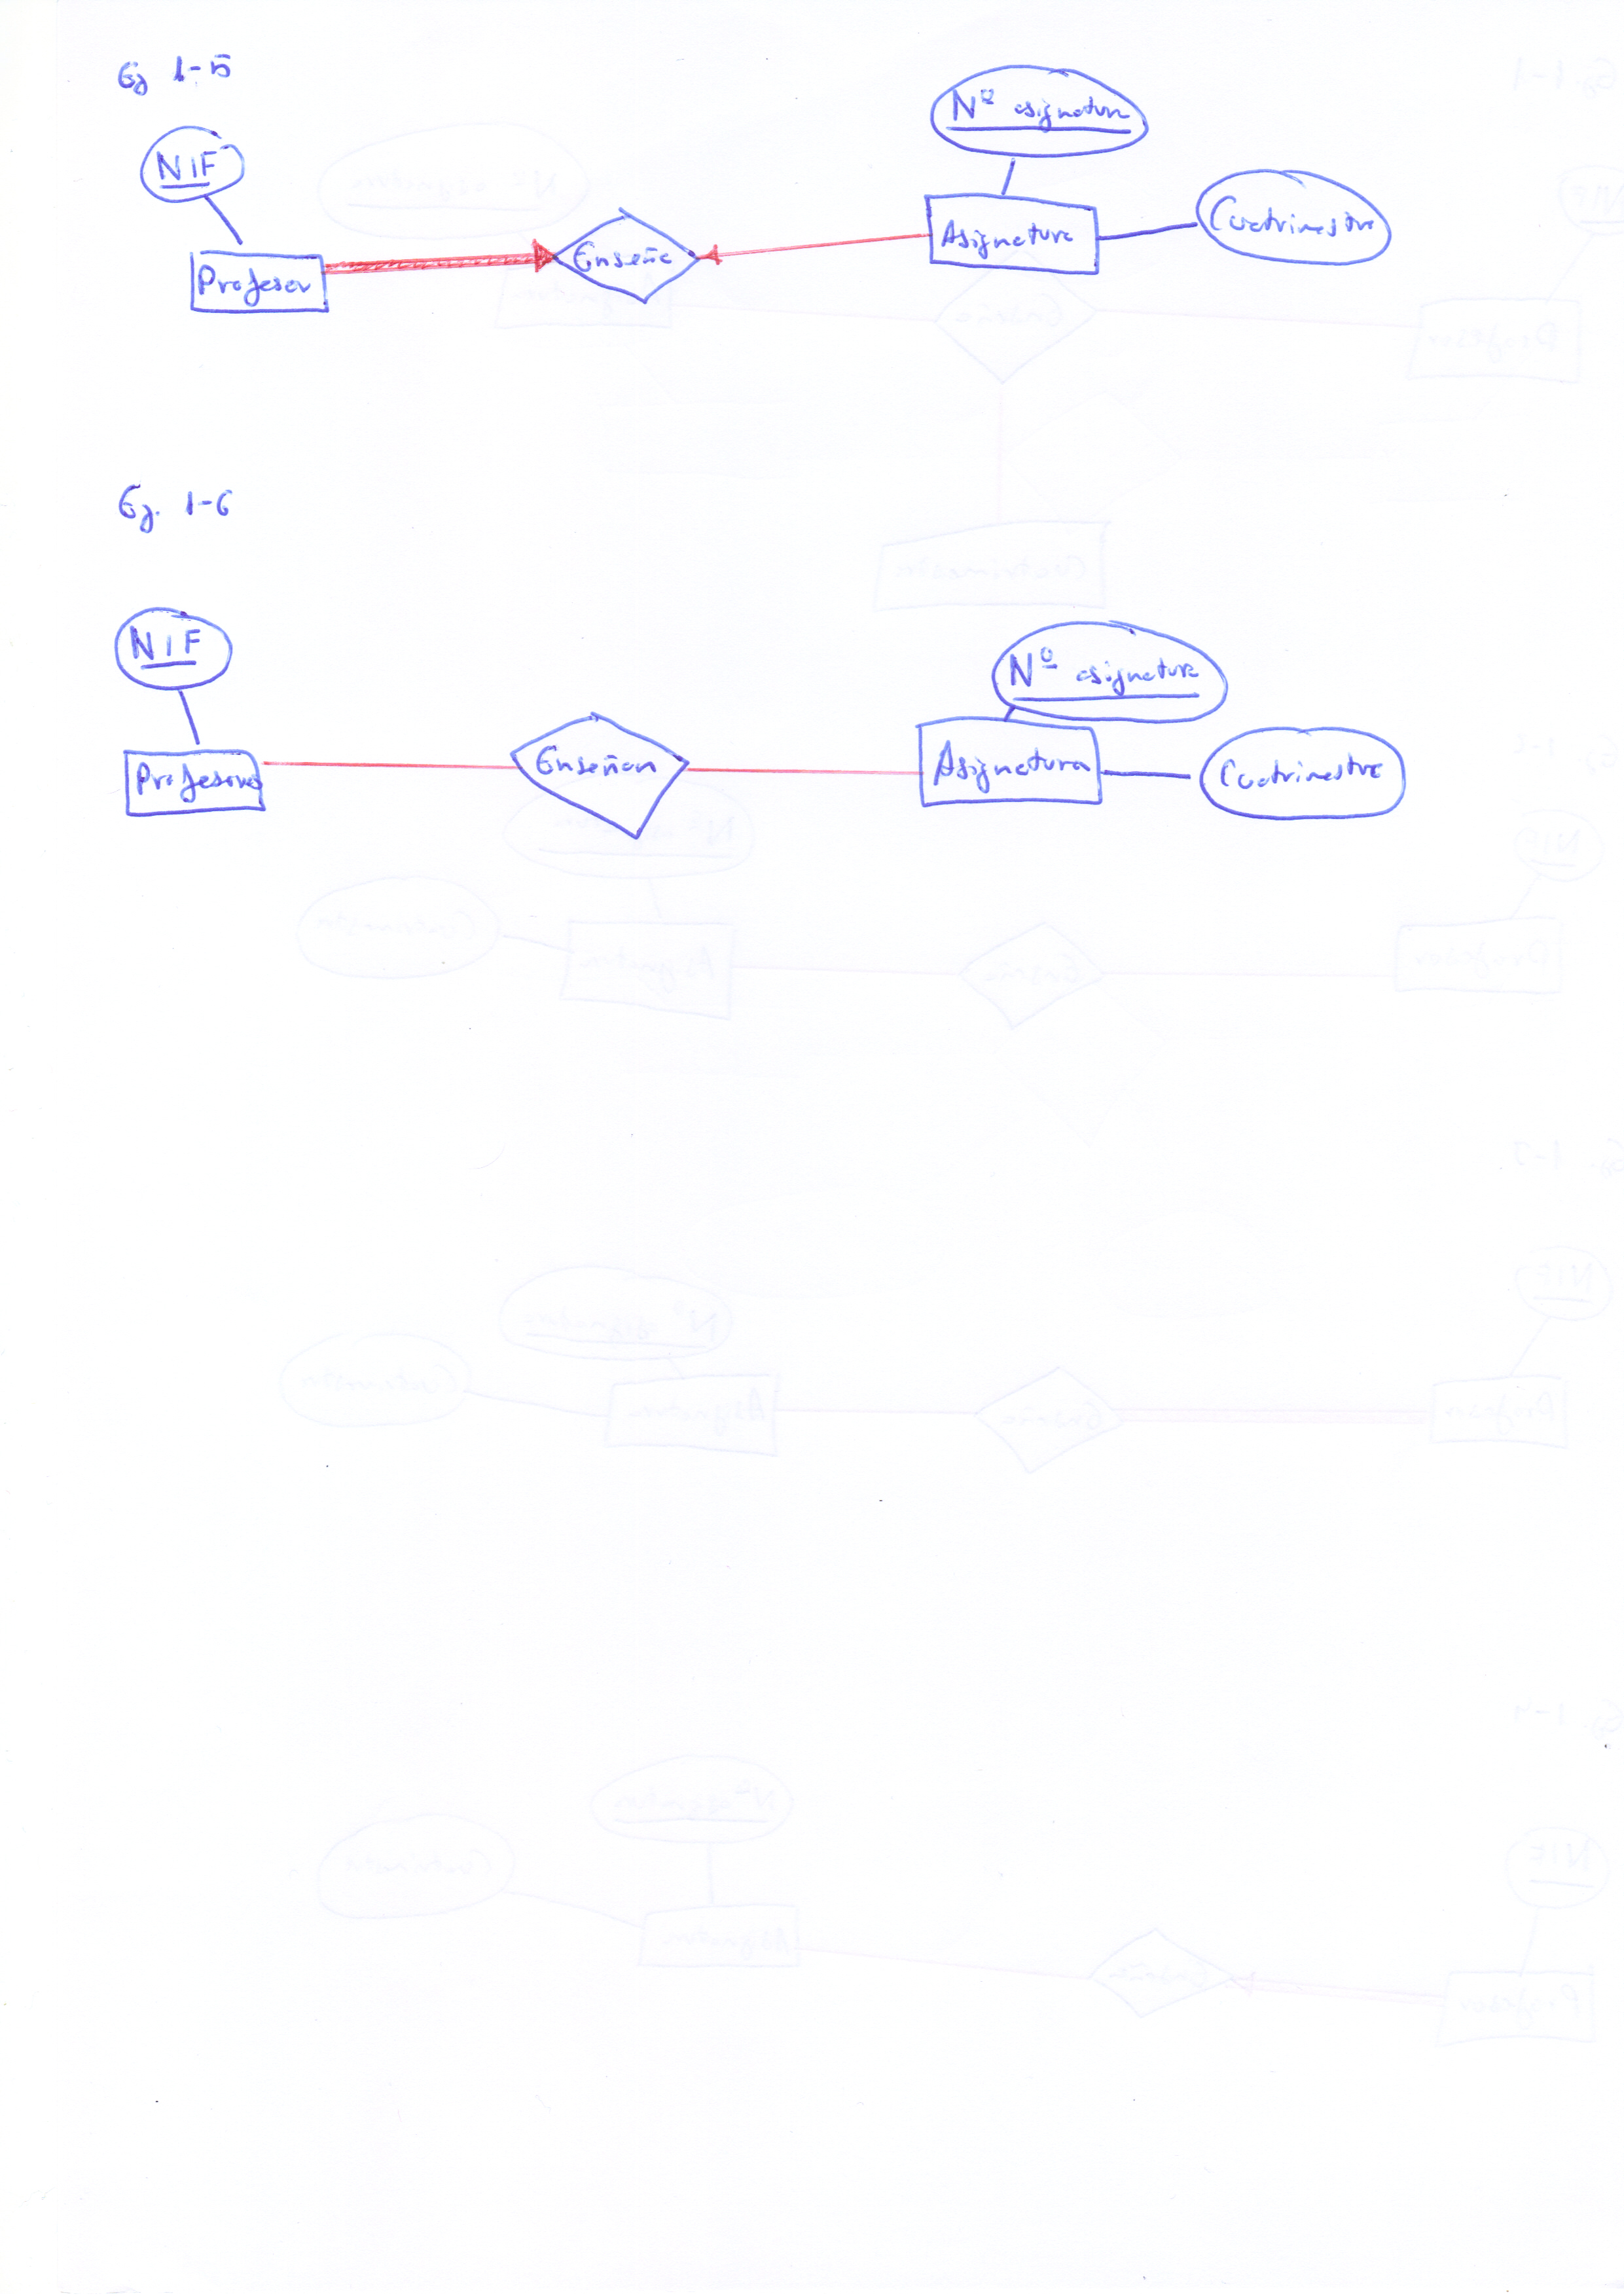 Ej 1-5
Nº asignatura
NIF
Cuatrimestre
Profesor
Enseña
Asignatura
Ej. 1-6
NIF
Nº asignatura
Profesores
Enseñan
Asignatura
Cuatrimestre